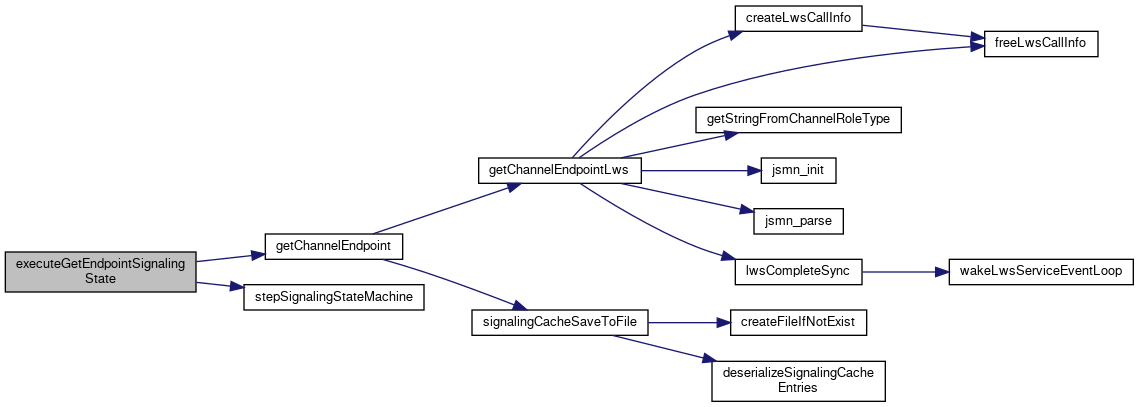 executeGetEndpointSignaling
State
getChannelEndpoint
stepSignalingStateMachine
getChannelEndpointLws
signalingCacheSaveToFile
createLwsCallInfo
freeLwsCallInfo
getStringFromChannelRoleType
jsmn_init
jsmn_parse
lwsCompleteSync
wakeLwsServiceEventLoop
createFileIfNotExist
deserializeSignalingCache
Entries